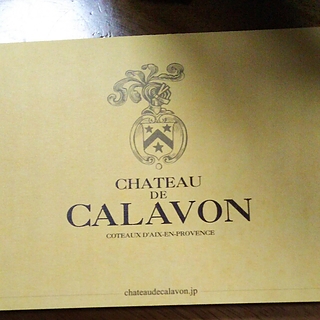 CHATEAU
DE
CALAVON
COTEAUX D'AIX-EN-PROVENCE
chateaudecalavon.jp